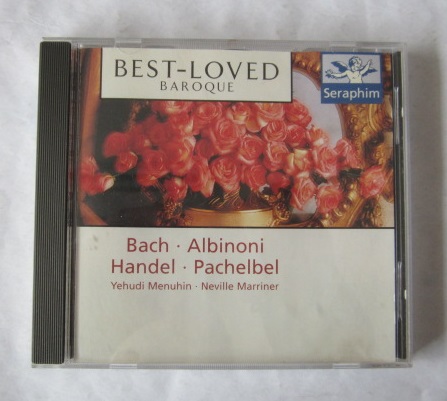 BEST-LOVED
BAROQUE
Seraphim
Bach · Albinoni
Handel · Pachelbel
Yehudi Menuhin · Neville Marriner